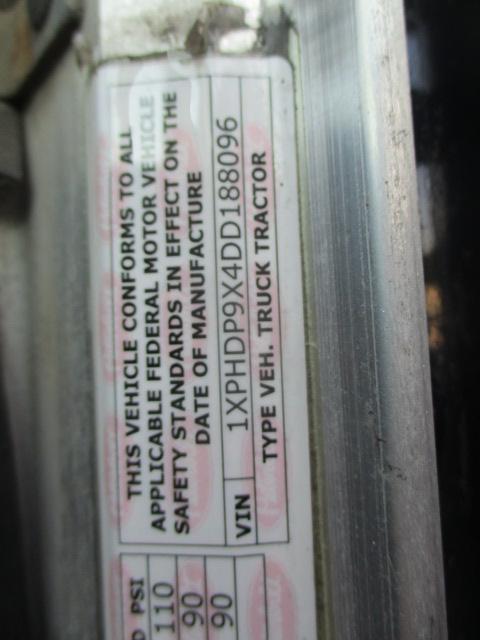 THIS VEHICLE CONFORMS TO ALL
APPLICABLE FEDERAL MOTOR VEHICLE
SAFETY STANDARDS IN EFFECT ON THE
DATE OF MANUFACTURE
VIN 1XPHDP9X4DD188096
TYPE VEH. TRUCK TRACTOR
D PSI
110
90
90